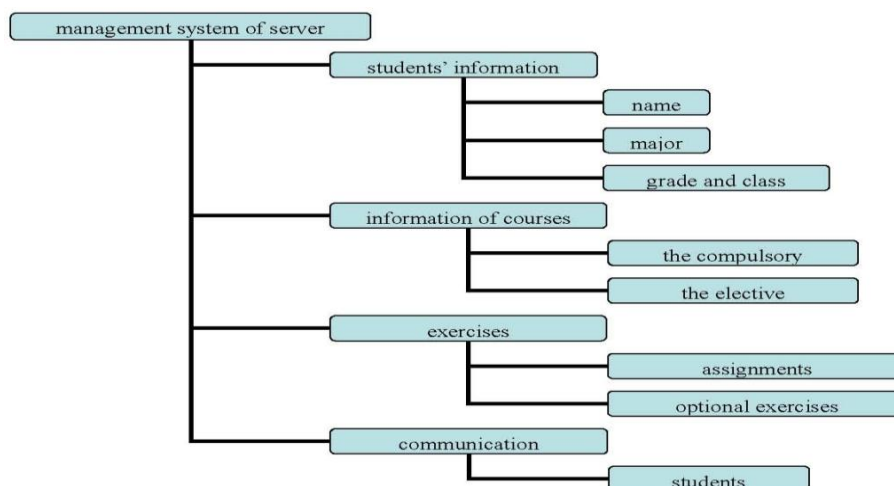 management system of server
students’ information
name
major
grade and class
information of courses
the compulsory
the elective
exercises
assignments
optional exercises
communication
students